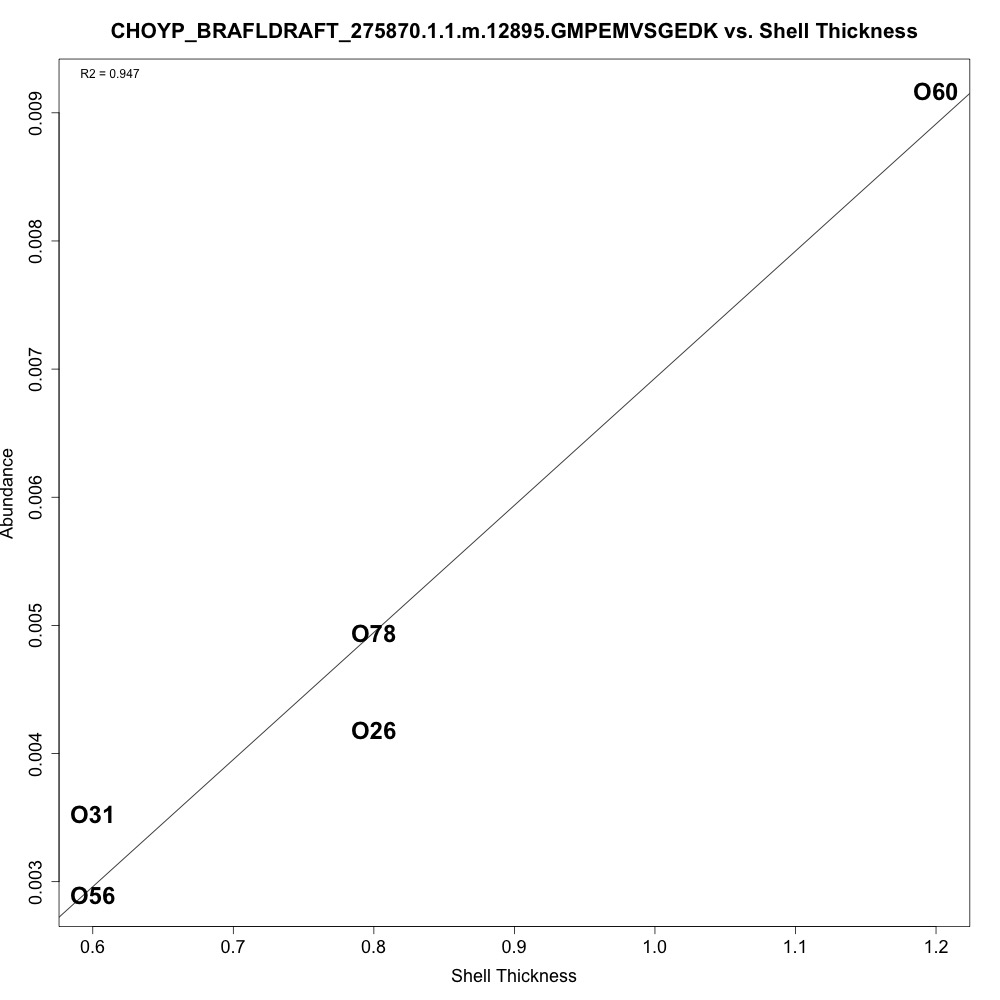 CHOYP_BRAFLDRAFT_275870.1.1.m.12895.GMPEMVSGEDK vs. Shell Thickness
R2 = 0.947
O60
0.009
0.008
0.007
0.006
Abundance
0.005
O78
O26
0.004
O31
0.003
O56
0.6 0.7 0.8 0.9 1.0 1.1 1.2
Shell Thickness